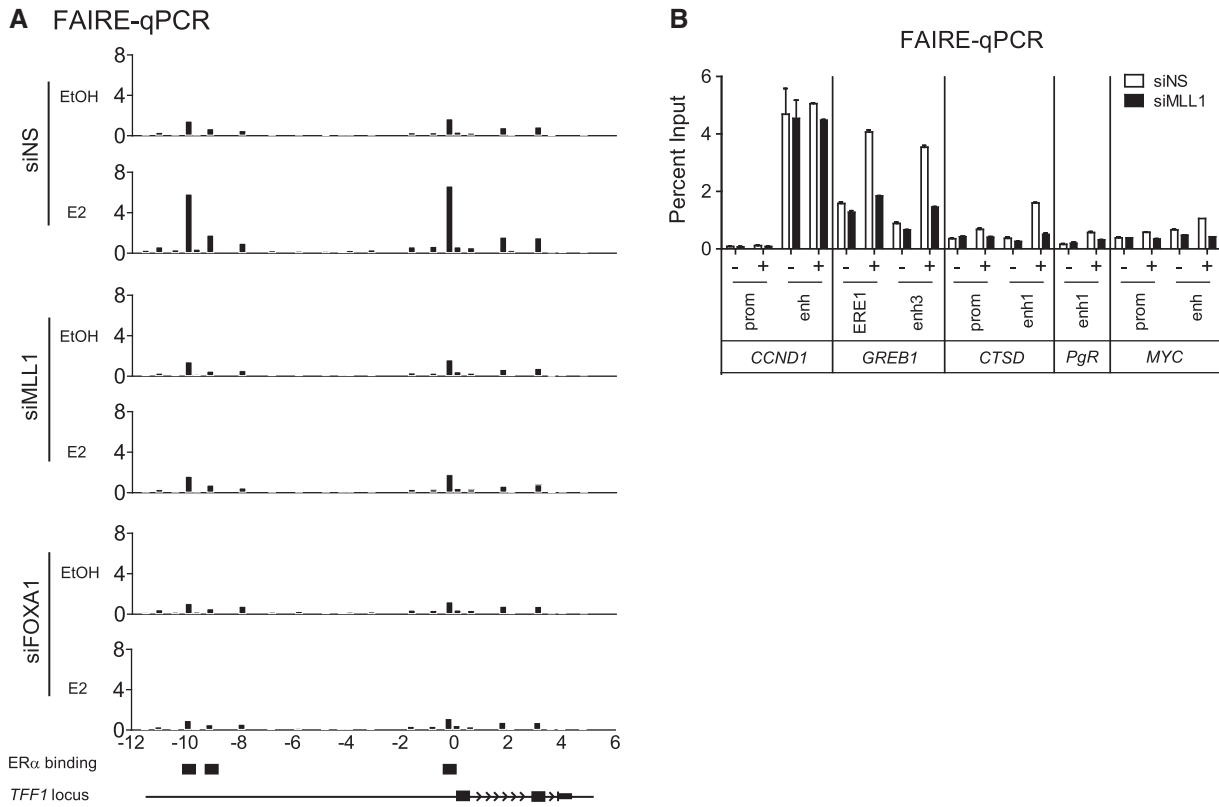 A FAIRE-qPCR
siNS
EtOH
8
4
0
E2
8
4
0
siMLL1
EtOH
8
4
0
E2
8
4
0
siFOXA1
EtOH
8
4
0
E2
8
4
0
-12 -10 -8 -6 -4 -2 0 2 4 6
ERα binding
TFF1 locus
B
FAIRE-qPCR
siNS
siMLL1
Percent Input
6
4
2
0
- + - + - + - + - + - + - + - + - +
prom enh ERE1 enh3 prom enh1 enh1 prom enh
CCND1 GREB1 CTSD PgR MYC